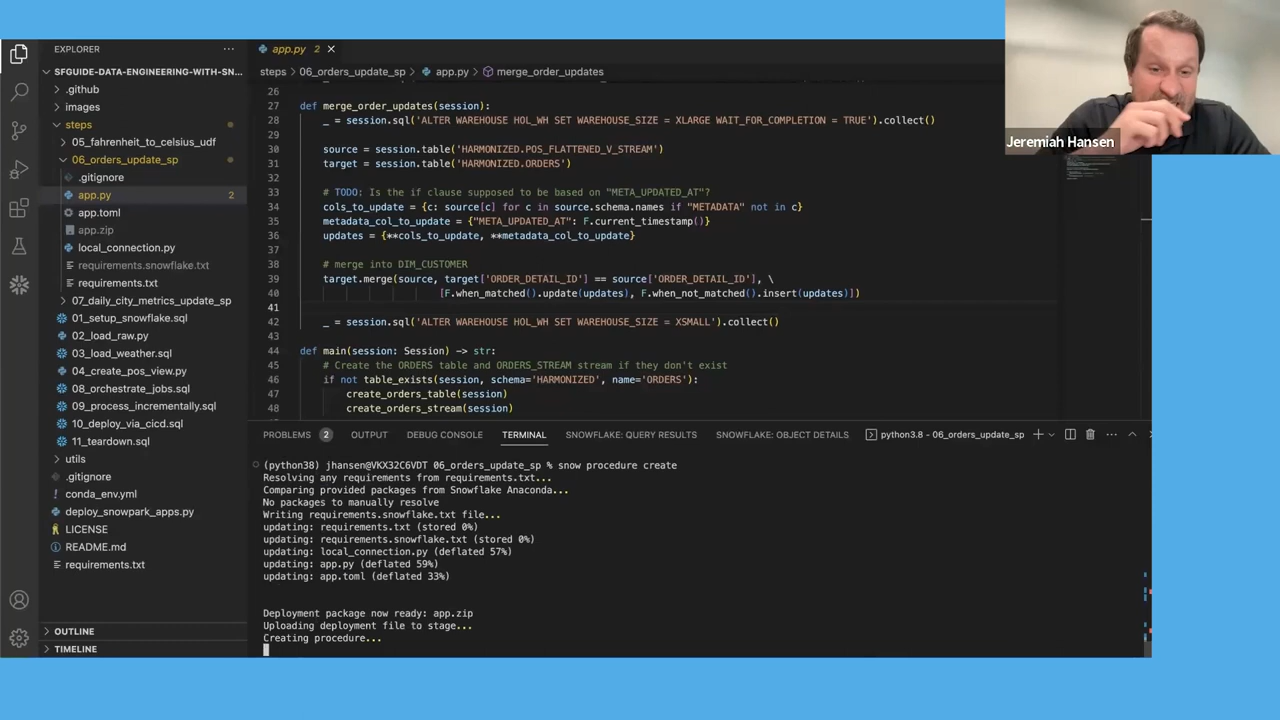 EXPLORER
SFGUIDE-DATA-ENGINEERING-WITH-SN...
.github
images
steps
05_fahrenheit_to_celsius_udf
06_orders_update_sp
.gitignore
app.py 2
app.toml
app.zip
local_connection.py
requirements.snowflake.txt
requirements.txt
07_daily_city_metrics_update_sp
01_setup_snowflake.sql
02_load_raw.py
03_load_weather.sql
04_create_pos_view.py
08_orchestrate_jobs.sql
09_process_incrementally.sql
10_deploy_via_cicd.sql
11_teardown.sql
utils
.gitignore
conda_env.yml
deploy_snowpark_apps.py
LICENSE
README.md
requirements.txt
OUTLINE
TIMELINE
app.py 2
steps > 06_orders_update_sp > app.py > merge_order_updates
26
27 def merge_order_updates(session):
28 _ = session.sql('ALTER WAREHOUSE HOL_WH SET WAREHOUSE_SIZE = XLARGE WAIT_FOR_COMPLETION = TRUE').collect()
30 source = session.table('HARMONIZED.POS_FLATTENED_V_STREAM')
31 target = session.table('HARMONIZED.ORDERS')
33 # TODO: Is the if clause supposed to be based on "META_UPDATED_AT"?
34 cols_to_update = {c: source[c] for c in source.schema.names if "METADATA" not in c}
35 metadata_col_to_update = {"META_UPDATED_AT": F.current_timestamp()}
36 updates = {**cols_to_update, **metadata_col_to_update}
38 # merge into DIM_CUSTOMER
39 target.merge(source, target['ORDER_DETAIL_ID'] == source['ORDER_DETAIL_ID'], \
40 [F.when_matched().update(updates), F.when_not_matched().insert(updates)])
41
42 _ = session.sql('ALTER WAREHOUSE HOL_WH SET WAREHOUSE_SIZE = XSMALL').collect()
44 def main(session: Session) -> str:
45 # Create the ORDERS table and ORDERS_STREAM stream if they don't exist
46 if not table_exists(session, schema='HARMONIZED', name='ORDERS'):
47 create_orders_table(session)
48 create_orders_stream(session)
PROBLEMS 2 OUTPUT DEBUG CONSOLE TERMINAL SNOWFLAKE: QUERY RESULTS SNOWFLAKE: OBJECT DETAILS python3.8 - 06_orders_update_sp
(python38) jhansen@VKX32C6VDT 06_orders_update_sp % snow procedure create
Resolving any requirements from requirements.txt...
Comparing provided packages from Snowflake Anaconda...
No packages to manually resolve
Writing requirements.snowflake.txt file...
updating: requirements.txt (stored 0%)
updating: requirements.snowflake.txt (stored 0%)
updating: local_connection.py (deflated 57%)
updating: app.py (deflated 59%)
updating: app.toml (deflated 33%)
Deployment package now ready: app.zip
Uploading deployment file to stage...
Creating procedure...
Jeremiah Hansen